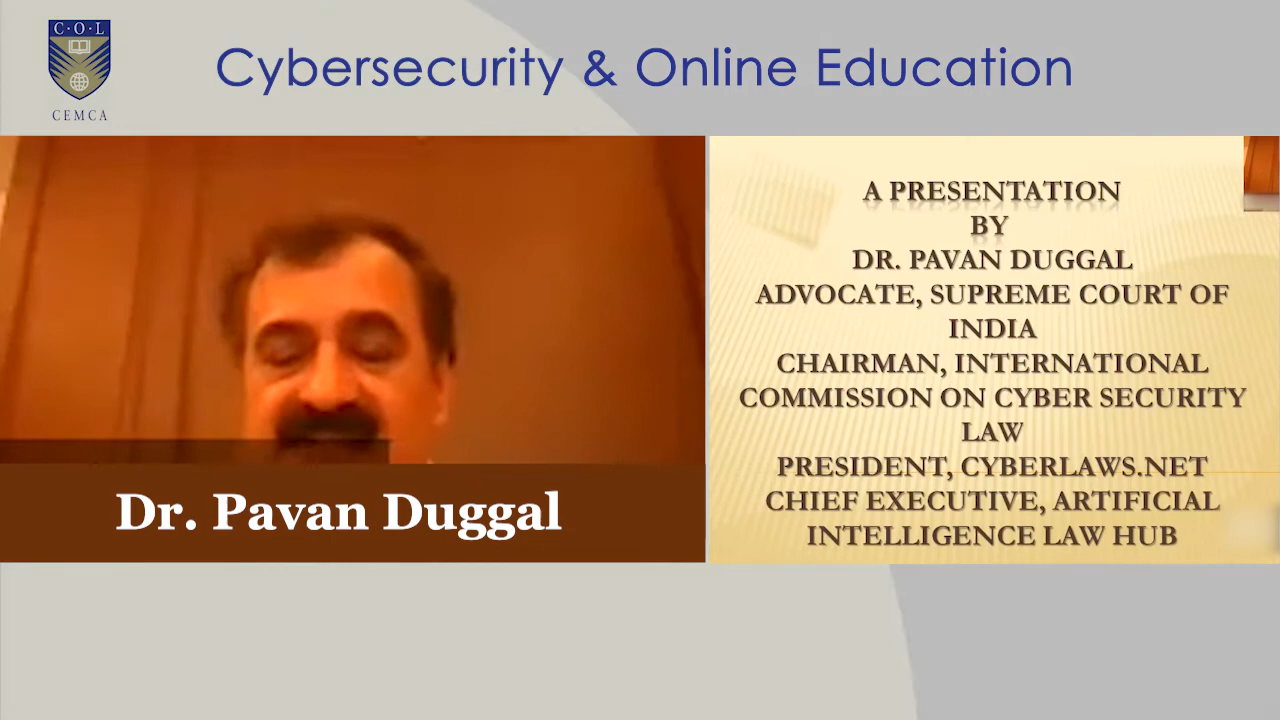 C·O·L
CEMCA
Cybersecurity & Online Education
Dr. Pavan Duggal
A PRESENTATION
BY
DR. PAVAN DUGGAL
ADVOCATE, SUPREME COURT OF
INDIA
CHAIRMAN, INTERNATIONAL
COMMISSION ON CYBER SECURITY
LAW
PRESIDENT, CYBERLAWS.NET
CHIEF EXECUTIVE, ARTIFICIAL
INTELLIGENCE LAW HUB